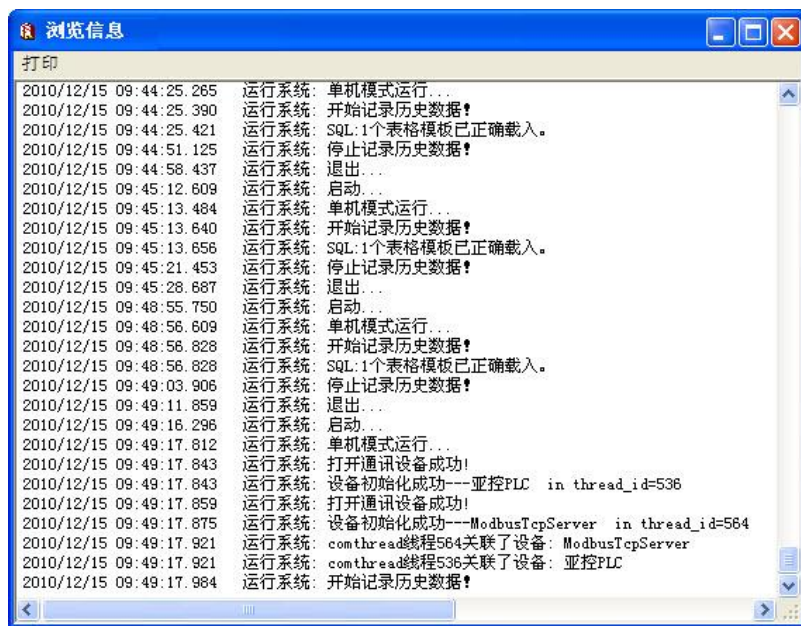 浏览信息
打印
2010/12/15 09:44:25.265 运行系统: 单机模式运行...
2010/12/15 09:44:25.390 运行系统: 开始记录历史数据!
2010/12/15 09:44:25.421 运行系统: SQL:1个表格模板已正确载入。
2010/12/15 09:44:51.125 运行系统: 停止记录历史数据!
2010/12/15 09:44:58.437 运行系统: 退出...
2010/12/15 09:45:12.609 运行系统: 启动...
2010/12/15 09:45:13.484 运行系统: 单机模式运行...
2010/12/15 09:45:13.640 运行系统: 开始记录历史数据!
2010/12/15 09:45:13.656 运行系统: SQL:1个表格模板已正确载入。
2010/12/15 09:45:21.453 运行系统: 停止记录历史数据!
2010/12/15 09:45:28.687 运行系统: 退出...
2010/12/15 09:48:55.750 运行系统: 启动...
2010/12/15 09:48:56.609 运行系统: 单机模式运行...
2010/12/15 09:48:56.828 运行系统: 开始记录历史数据!
2010/12/15 09:48:56.828 运行系统: SQL:1个表格模板已正确载入。
2010/12/15 09:49:03.906 运行系统: 停止记录历史数据!
2010/12/15 09:49:11.859 运行系统: 退出...
2010/12/15 09:49:16.296 运行系统: 启动...
2010/12/15 09:49:17.812 运行系统: 单机模式运行...
2010/12/15 09:49:17.843 运行系统: 打开通讯设备成功!
2010/12/15 09:49:17.843 运行系统: 设备初始化成功---亚控PLC in thread_id=536
2010/12/15 09:49:17.859 运行系统: 打开通讯设备成功!
2010/12/15 09:49:17.875 运行系统: 设备初始化成功---ModbusTcpServer in thread_id=564
2010/12/15 09:49:17.921 运行系统: comthread线程564关联了设备: ModbusTcpServer
2010/12/15 09:49:17.921 运行系统: comthread线程536关联了设备: 亚控PLC
2010/12/15 09:49:17.984 运行系统: 开始记录历史数据!